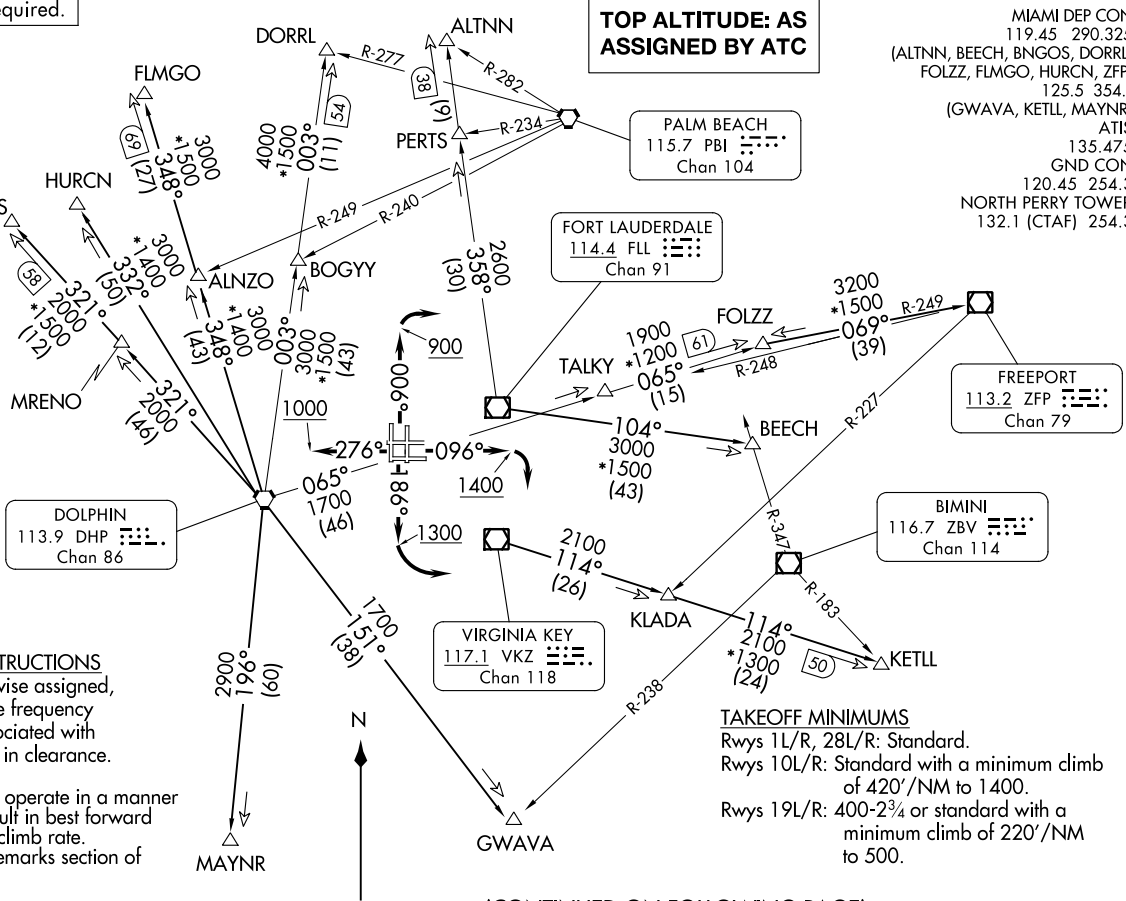 equired.
TOP ALTITUDE: AS
ASSIGNED BY ATC
MIAMI DEP CON
119.45 290.325
(ALTNN, BEECH, BNGOS, DORRL
FOLZZ, FLMGO, HURCN, ZFP
125.5 354.
(GWAVA, KETLL, MAYNR
ATIS
135.475
GND CON
120.45 254.3
NORTH PERRY TOWER
132.1 (CTAF) 254.3
DORRL
ALTNN
FLMGO
HURCN
S
PERTS
ALNZO
BOGYY
MRENO
R-277
R-282
R-234
R-249
R-240
PALM BEACH
115.7 PBI
Chan 104
FORT LAUDERDALE
114.4 FLL
Chan 91
FREEPORT
113.2 ZFP
Chan 79
BIMINI
116.7 ZBV
Chan 114
DOLPHIN
113.9 DHP
Chan 86
VIRGINIA KEY
117.1 VKZ
Chan 118
38
(9)
54
4000
*1500
003°
(11)
69
(27)
3000
*1500
348°
3000
*1400
332°
(50)
58
2000
*1500
321°
(12)
321°
2000
(46)
3000
*1400
348°
(43)
003°
3000
*1500
(43)
2600
358°
(30)
900
006°
1000
276°
096°
1400
186°
1300
065°
1700
(46)
TALKY
FOLZZ
1900
*1200
065°
(15)
61
3200
*1500
069°
(39)
R-249
R-248
R-227
104°
3000
*1500
(43)
BEECH
R-347
R-183
R-238
2100
114°
(26)
KLADA
114°
2100
*1300
(24)
50
KETLL
1700
151°
(38)
GWAVA
2900
196°
(60)
MAYNR
N
TRUCTIONS
wise assigned,
e frequency
ociated with
in clearance.
operate in a manner
ult in best forward
climb rate.
emarks section of
TAKEOFF MINIMUMS
Rwys 1L/R, 28L/R: Standard.
Rwys 10L/R: Standard with a minimum climb
of 420'/NM to 1400.
Rwys 19L/R: 400-2¾ or standard with a
minimum climb of 220'/NM
to 500.
(CONTINUED ON FOLLOWING PAGE)